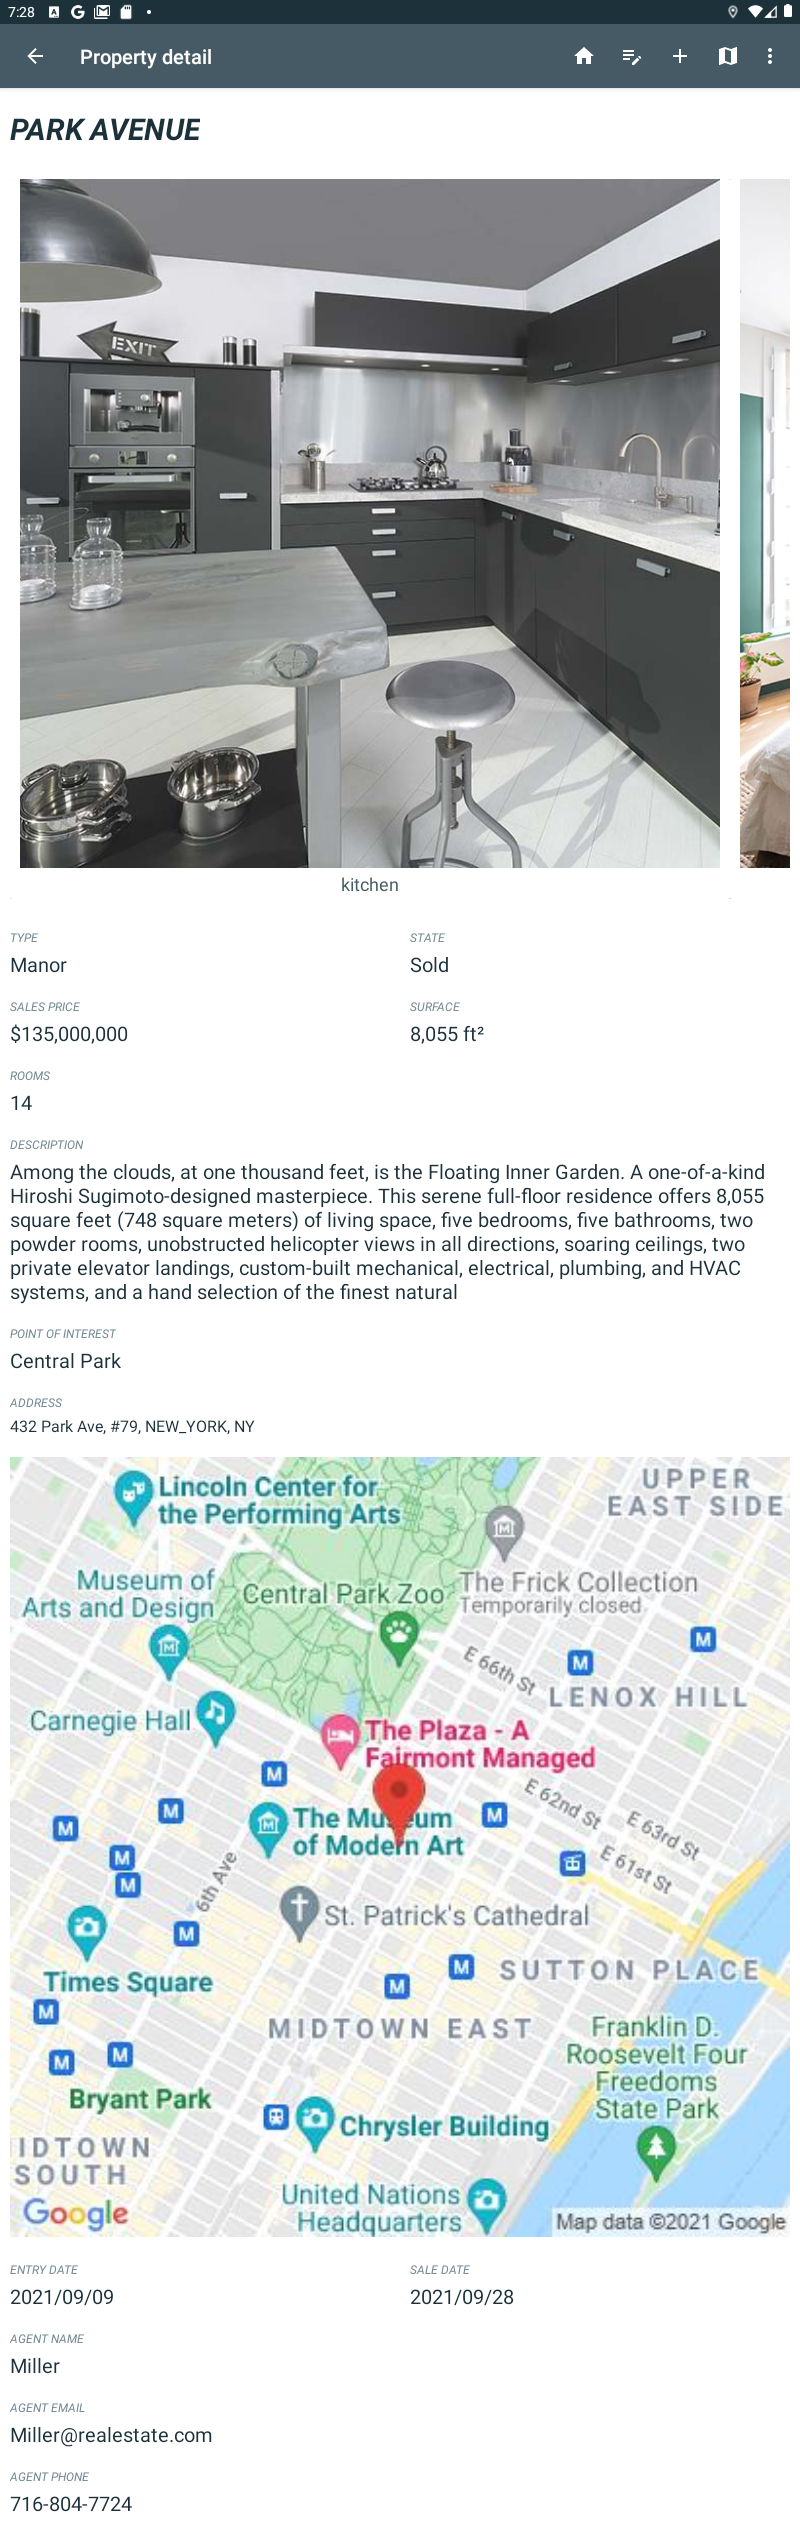 7:28
Property detail
PARK AVENUE
EXIT
kitchen
TYPE
Manor
STATE
Sold
SALES PRICE
$135,000,000
SURFACE
8,055 ft²
ROOMS
14
DESCRIPTION
Among the clouds, at one thousand feet, is the Floating Inner Garden. A one-of-a-kind
Hiroshi Sugimoto-designed masterpiece. This serene full-floor residence offers 8,055
square feet (748 square meters) of living space, five bedrooms, five bathrooms, two
powder rooms, unobstructed helicopter views in all directions, soaring ceilings, two
private elevator landings, custom-built mechanical, electrical, plumbing, and HVAC
systems, and a hand selection of the finest natural
POINT OF INTEREST
Central Park
ADDRESS
432 Park Ave, #79, NEW_YORK, NY
Lincoln Center for
the Performing Arts
UPPER
EAST SIDE
Museum of
Arts and Design
Central Park Zoo
The Frick Collection
Temporarily closed
E 66th St
M
M
LENOX HILL
Carnegie Hall
The Plaza - A
Fairmont Managed
M
E 62nd St
E 63rd St
E 61st St
M
M
M
The Museum
of Modern Art
M
M
6th Ave
St. Patrick's Cathedral
M
Times Square
M
M
SUTTON PLACE
M
MIDTOWN EAST
Franklin D.
Roosevelt Four
Freedoms
State Park
M
M
Bryant Park
Chrysler Building
IDTOWN
SOUTH
United Nations
Headquarters
Google
Map data ©2021 Google
ENTRY DATE
2021/09/09
SALE DATE
2021/09/28
AGENT NAME
Miller
AGENT EMAIL
Miller@realestate.com
AGENT PHONE
716-804-7724